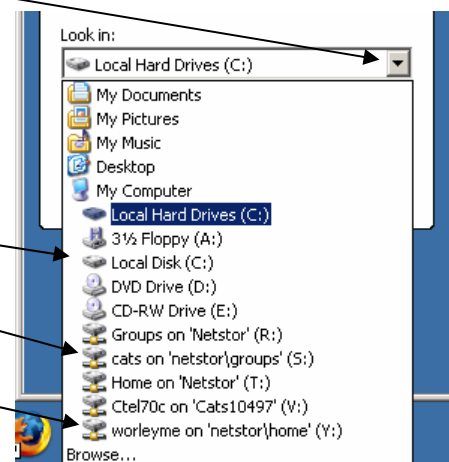 Look in:
Local Hard Drives (C:)
My Documents
My Pictures
My Music
Desktop
My Computer
Local Hard Drives (C:)
3½ Floppy (A:)
Local Disk (C:)
DVD Drive (D:)
CD-RW Drive (E:)
Groups on 'Netstor' (R:)
cats on 'netstor\groups' (S:)
Home on 'Netstor' (T:)
Ctel70c on 'Cats10497' (V:)
worleyme on 'netstor\home' (Y:)
Browse...